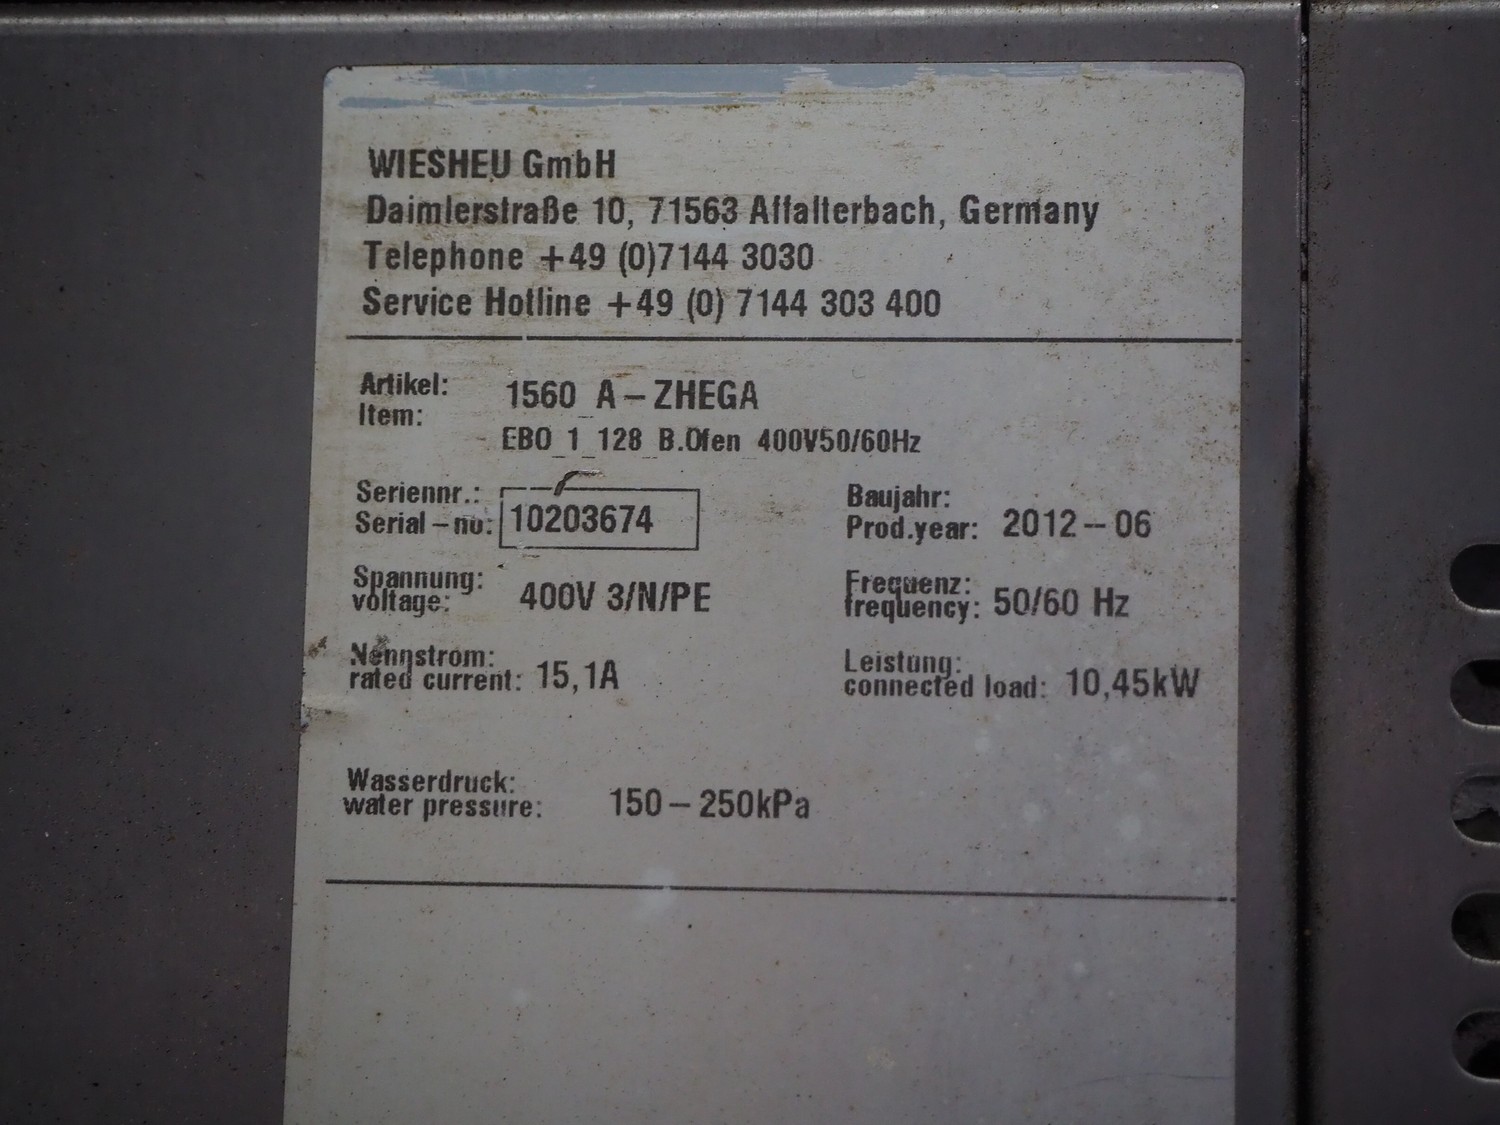 WIESHEU GmbH
Daimlerstraße 10, 71563 Affalterbach, Germany
Telephone +49 (0)7144 3030
Service Hotline +49 (0) 7144 303 400
Artikel:
Item: 1560 A-ZHEGA
EBO_1_128_B.Ofen 400V50/60Hz
Seriennr.:
Serial-no: 10203674
Baujahr:
Prod.year: 2012-06
Spannung:
voltage: 400V 3/N/PE
Frequenz:
frequency: 50/60 Hz
Nennstrom:
rated current: 15,1A
Leistung:
connected load: 10,45kW
Wasserdruck:
water pressure: 150-250kPa